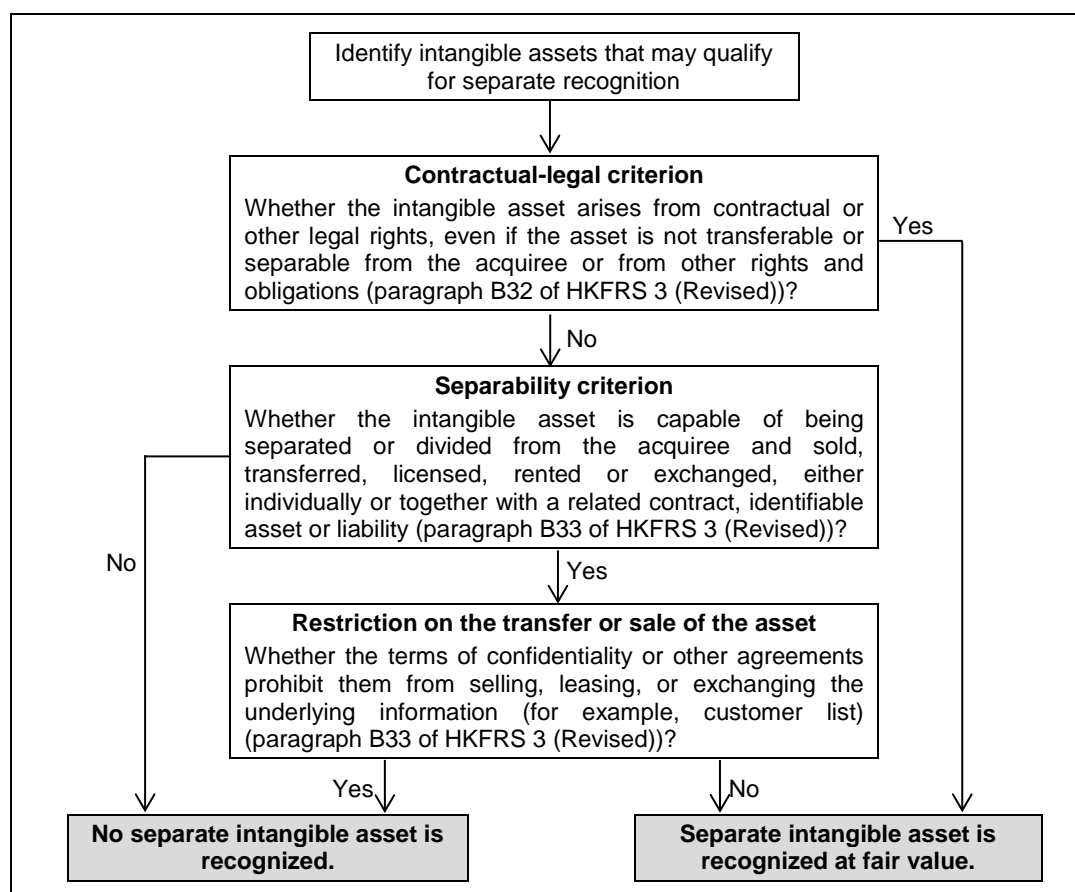 Identify intangible assets that may qualify
for separate recognition
Contractual-legal criterion
Whether the intangible asset arises from contractual or
other legal rights, even if the asset is not transferable or
separable from the acquiree or from other rights and
obligations (paragraph B32 of HKFRS 3 (Revised))?
Yes
No
Separability criterion
Whether the intangible asset is capable of being
separated or divided from the acquiree and sold,
transferred, licensed, rented or exchanged, either
individually or together with a related contract, identifiable
asset or liability (paragraph B33 of HKFRS 3 (Revised))?
No
Yes
Restriction on the transfer or sale of the asset
Whether the terms of confidentiality or other agreements
prohibit them from selling, leasing, or exchanging the
underlying information (for example, customer list)
(paragraph B33 of HKFRS 3 (Revised))?
Yes
No
No separate intangible asset is
recognized.
Separate intangible asset is
recognized at fair value.